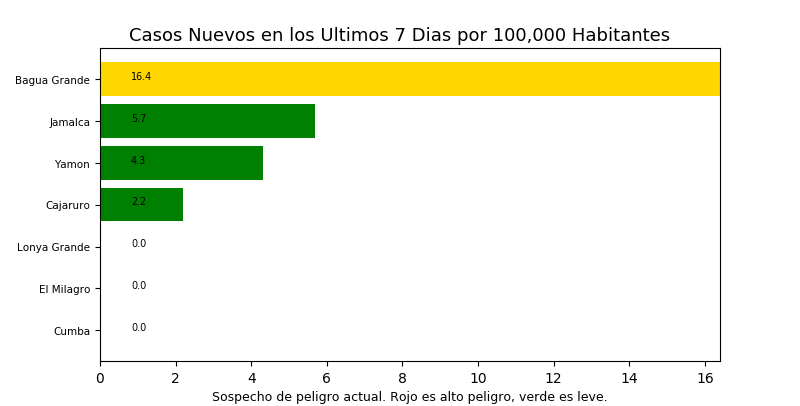 Casos Nuevos en los Ultimos 7 Dias por 100,000 Habitantes
Bagua Grande 16.4
Jamalca 5.7
Yamon 4.3
Cajaruro 2.2
Lonya Grande 0.0
El Milagro 0.0
Cumba 0.0
0 2 4 6 8 10 12 14 16
Sospecho de peligro actual. Rojo es alto peligro, verde es leve.